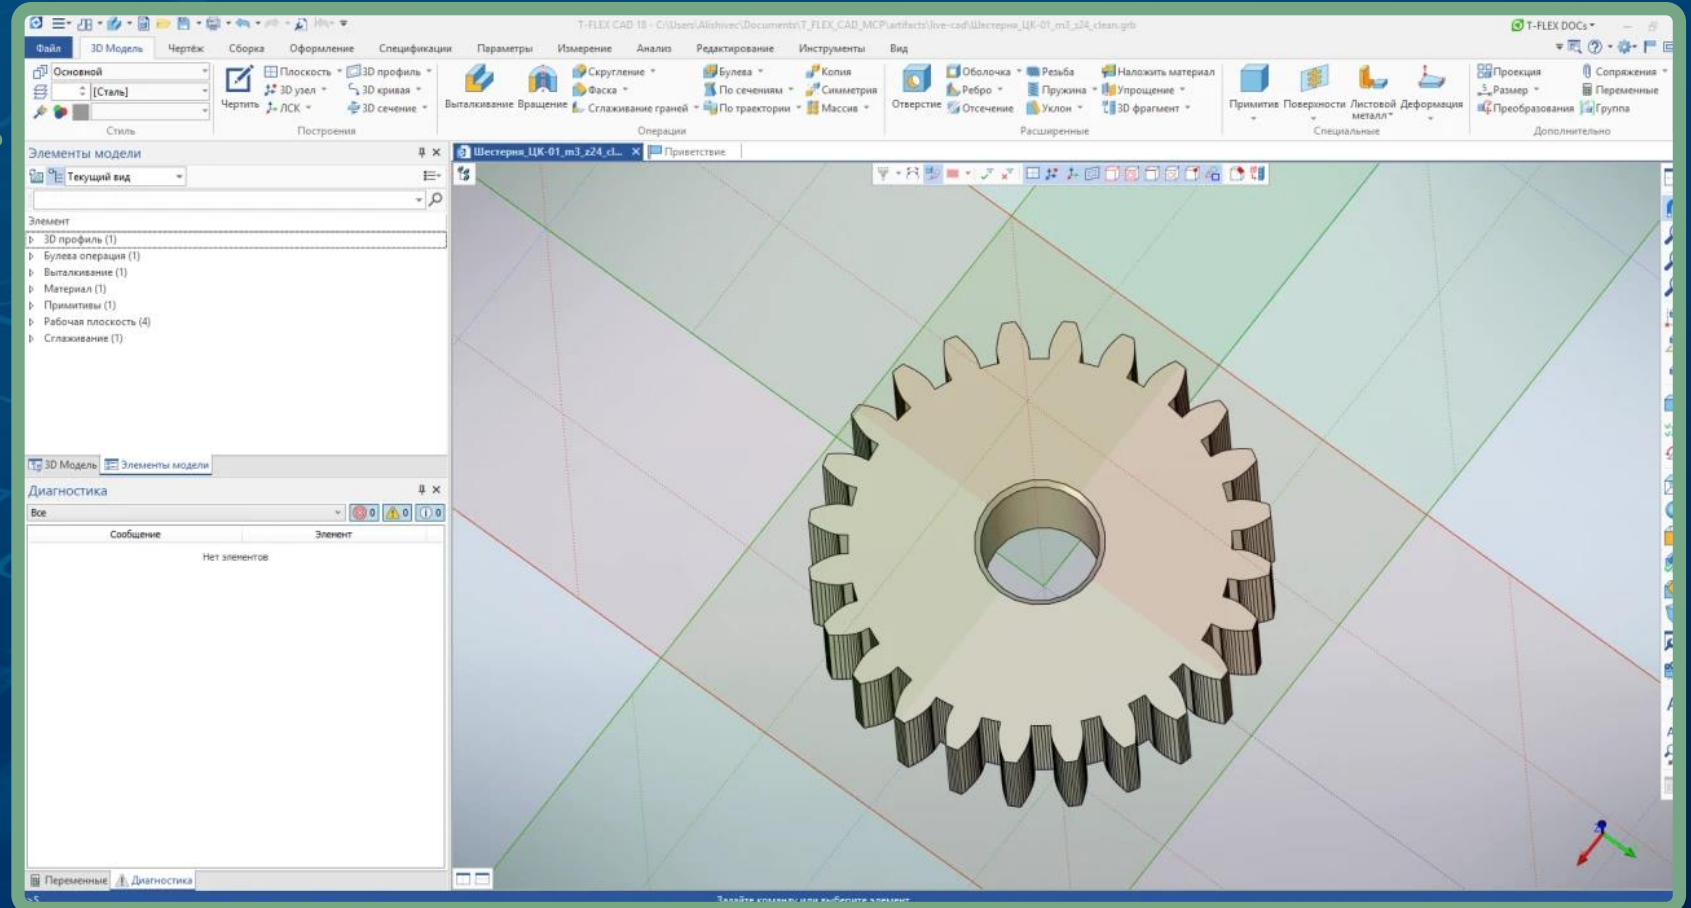 T-FLEX CAD 18 - C:\Users\Alishivec\Documents\T_FLEX_CAD_MCP\artifacts\live-cad\Шестерня_ЦК-01_m3_z24_clean.grb
T-FLEX DOCs
Файл 3D Модель Чертёж Сборка Оформление Спецификации Параметры Измерение Анализ Редактирование Инструменты Вид
Основной Плоскость 3D профиль Скругление Булева Копия Оболочка Резьба Наложить материал Проекция Сопряжения
[Сталь] 3D узел 3D кривая Фаска По сечениям Симметрия Ребро Пружина Упрощение Размер Переменные
Чертить ЛСК 3D сечение Выталкивание Вращение Сглаживание граней По траектории Массив Отверстие Отсечение Уклон 3D фрагмент Примитив Поверхности Листовой металл Деформация Преобразования Группа
Стиль Построения Операции Расширенные Специальные Дополнительно
Элементы модели
Шестерня_ЦК-01_m3_z24_cl... Приветствие
Текущий вид
Элемент
3D профиль (1)
Булева операция (1)
Выталкивание (1)
Материал (1)
Примитивы (1)
Рабочая плоскость (4)
Сглаживание (1)
3D Модель Элементы модели
Диагностика
Все 0 0 0
Сообщение Элемент
Нет элементов
Переменные Диагностика
Задайте команду или выберите элемент